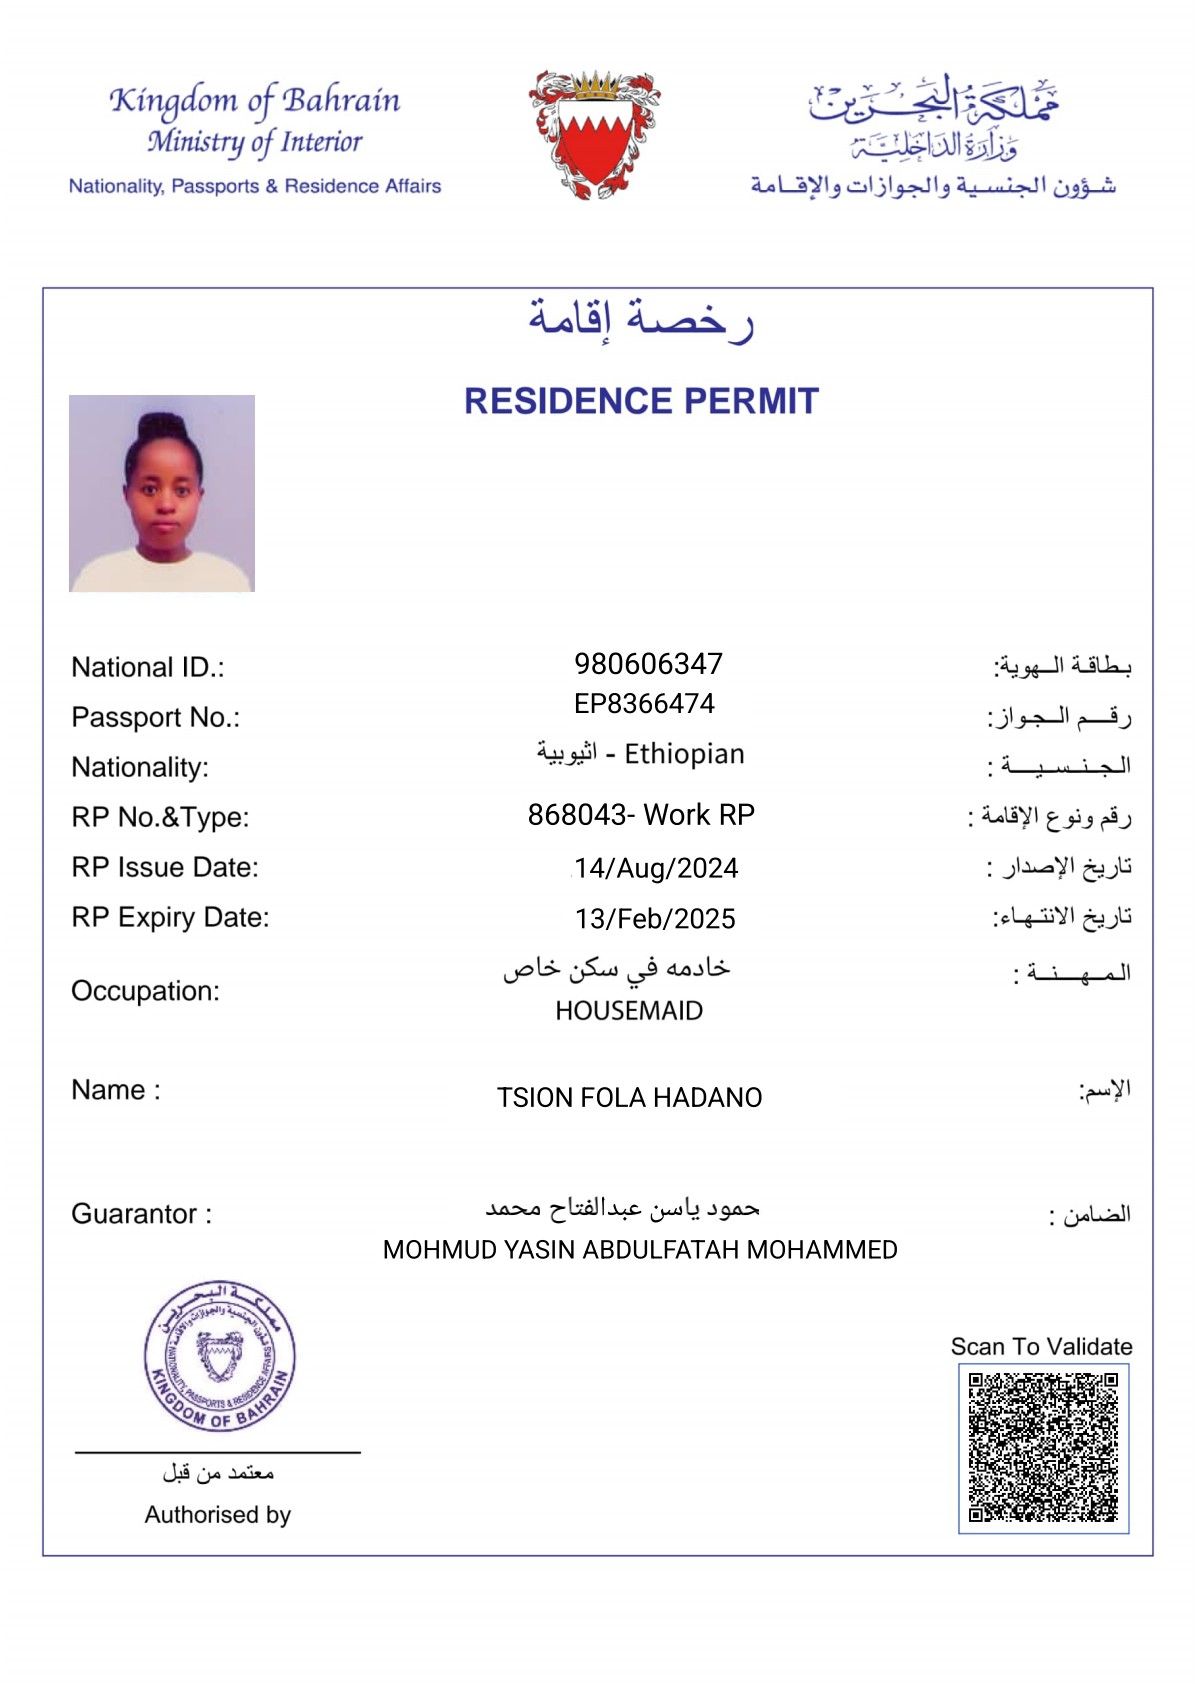 Kingdom of Bahrain
Ministry of Interior
Nationality, Passports & Residence Affairs
مملكة البحرين
وزارة الداخلية
شؤون الجنسية والجوازات والإقامة
رخصة إقامة
RESIDENCE PERMIT
National ID.: 980606347 بطاقة الهوية:
Passport No.: EP8366474 رقم الجواز:
Nationality: اثيوبية - Ethiopian الجنسية :
RP No.&Type: 868043- Work RP رقم ونوع الإقامة :
RP Issue Date: 14/Aug/2024 تاريخ الإصدار :
RP Expiry Date: 13/Feb/2025 تاريخ الانتهاء:
Occupation: خادمه في سكن خاص المهنة :
HOUSEMAID
Name : TSION FOLA HADANO الإسم:
Guarantor : حمود ياسن عبدالفتاح محمد الضامن :
MOHMUD YASIN ABDULFATAH MOHAMMED
مملكة البحرين
شؤون الجنسية والجوازات والإقامة
NATIONALITY, PASSPORTS & RESIDENCE AFFAIRS
KINGDOM OF BAHRAIN
Scan To Validate
معتمد من قبل
Authorised by